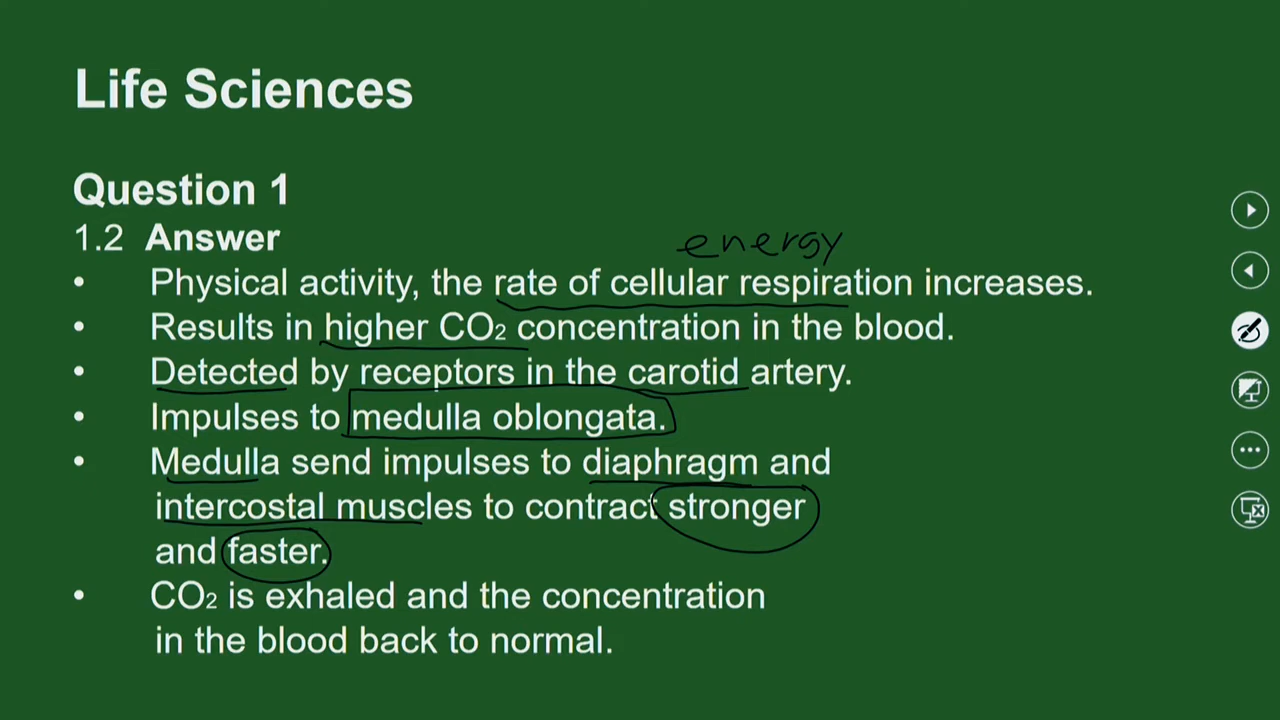 Life Sciences
Question 1
1.2 Answer
energy
• Physical activity, the rate of cellular respiration increases.
• Results in higher CO₂ concentration in the blood.
• Detected by receptors in the carotid artery.
• Impulses to medulla oblongata.
• Medulla send impulses to diaphragm and
intercostal muscles to contract stronger
and faster.
• CO₂ is exhaled and the concentration
in the blood back to normal.